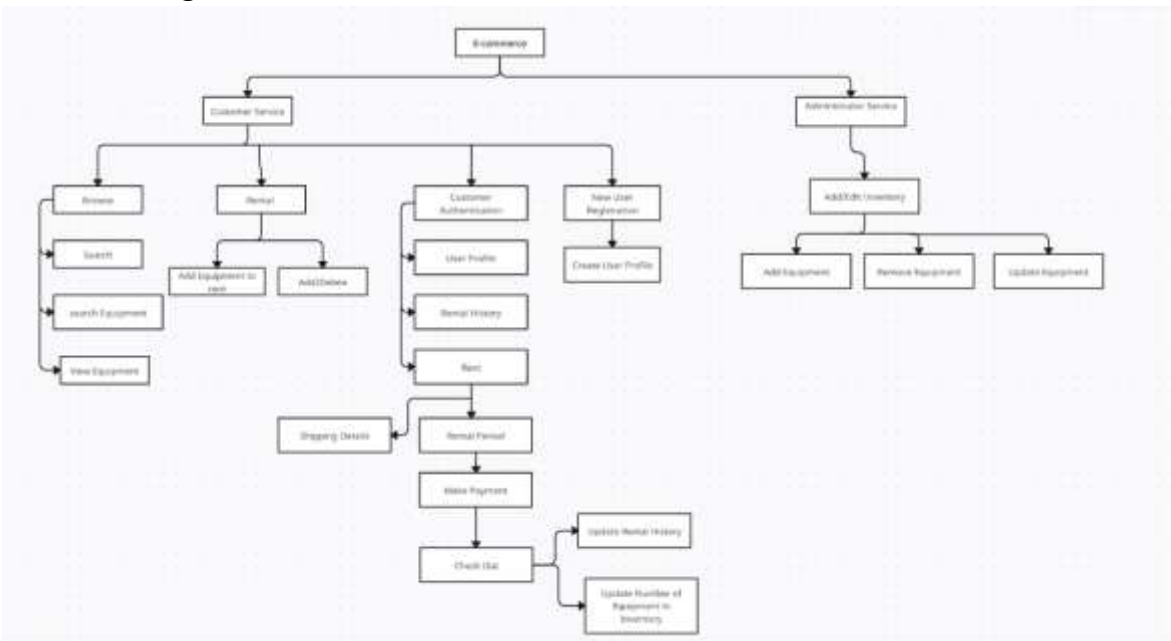 E-commerce
Customer Service
Administrator Service
Browse
Rental
Customer
Authentication
New User
Registration
Add/Edit Inventory
Search
Add Equipment to
rent
Add/Delete
User Profile
Create User Profile
Add Equipment
Remove Equipment
Update Equipment
search Equipment
Rental History
View Equipment
Rent
Shipping Details
Rental Period
Make Payment
Update Rental History
Check Out
Update Number of
Equipment in
Inventory